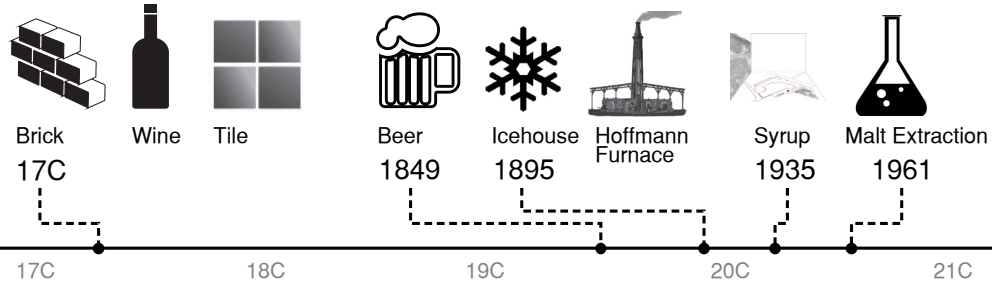 Brick Wine Tile Beer Icehouse Hoffmann Furnace Syrup Malt Extraction
17C 1849 1895 1935 1961
17C 18C 19C 20C 21C